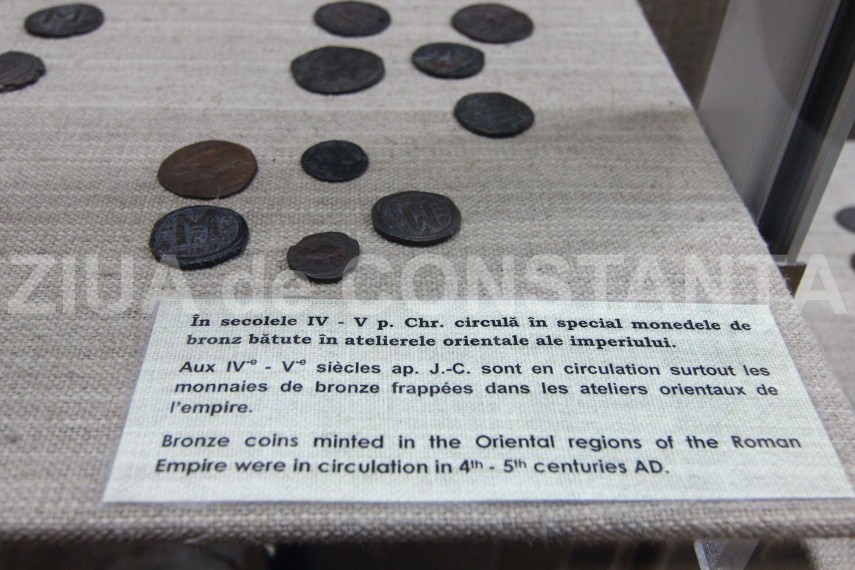 M
M
ZIUA de CONSTANTA
În secolele IV - V p. Chr. circulă în special monedele de
bronz bătute în atelierele orientale ale imperiului.
Aux IV⁻ᵉ - V⁻ᵉ siècles ap. J.-C. sont en circulation surtout les
monnaies de bronze frappées dans les ateliers orientaux de
l'empire.
Bronze coins minted in the Oriental regions of the Roman
Empire were in circulation in 4th - 5th centuries AD.